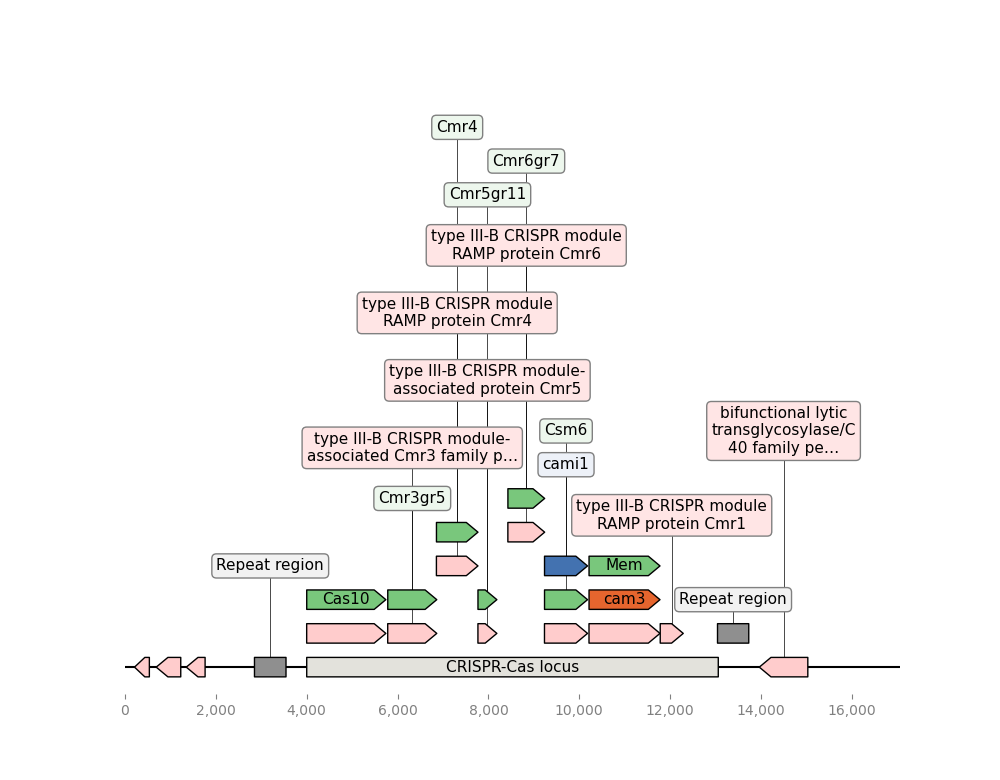 Cmr4
Cmr6gr7
Cmr5gr11
type III-B CRISPR module
RAMP protein Cmr6
type III-B CRISPR module
RAMP protein Cmr4
type III-B CRISPR module-
associated protein Cmr5
bifunctional lytic
transglycosylase/C
40 family pe…
Csm6
type III-B CRISPR module-
associated Cmr3 family p…
cami1
Cmr3gr5
type III-B CRISPR module
RAMP protein Cmr1
Repeat region
Mem
Cas10
cam3
Repeat region
CRISPR-Cas locus
0
2,000
4,000
6,000
8,000
10,000
12,000
14,000
16,000